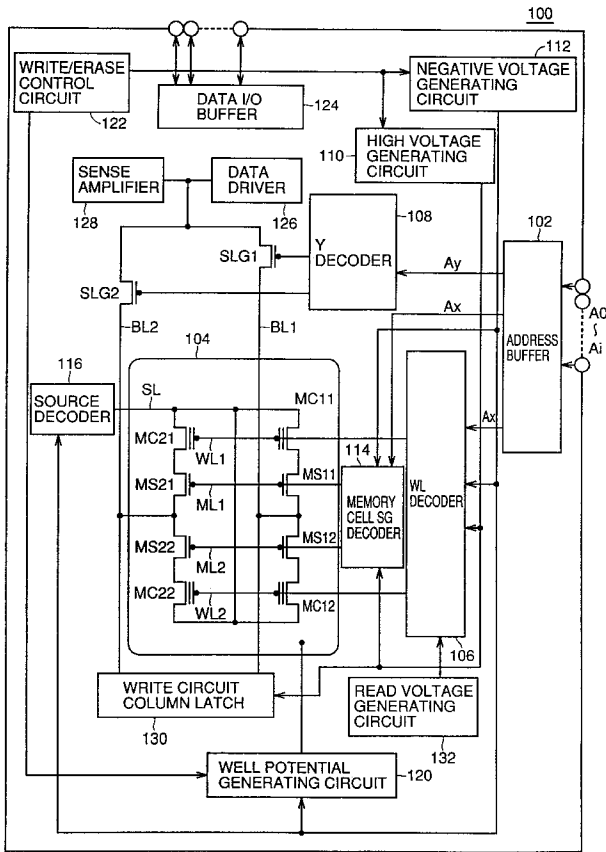 100
112
WRITE/ERASE
CONTROL
CIRCUIT
122
DATA I/O
BUFFER
124
NEGATIVE VOLTAGE
GENERATING
CIRCUIT
110
HIGH VOLTAGE
GENERATING
CIRCUIT
SENSE
AMPLIFIER
128
DATA
DRIVER
126
108
Y
DECODER
SLG1
SLG2
BL2
BL1
Ay
Ax
102
ADDRESS
BUFFER
A0
Ai
104
116
SOURCE
DECODER
SL
MC11
MC21
WL1
MS21
ML1
MS11
114
MEMORY
CELL SG
DECODER
Ax
WL
DECODER
MS22
ML2
MS12
MC22
WL2
MC12
106
WRITE CIRCUIT
COLUMN LATCH
130
READ VOLTAGE
GENERATING
CIRCUIT
132
WELL POTENTIAL
GENERATING CIRCUIT
120